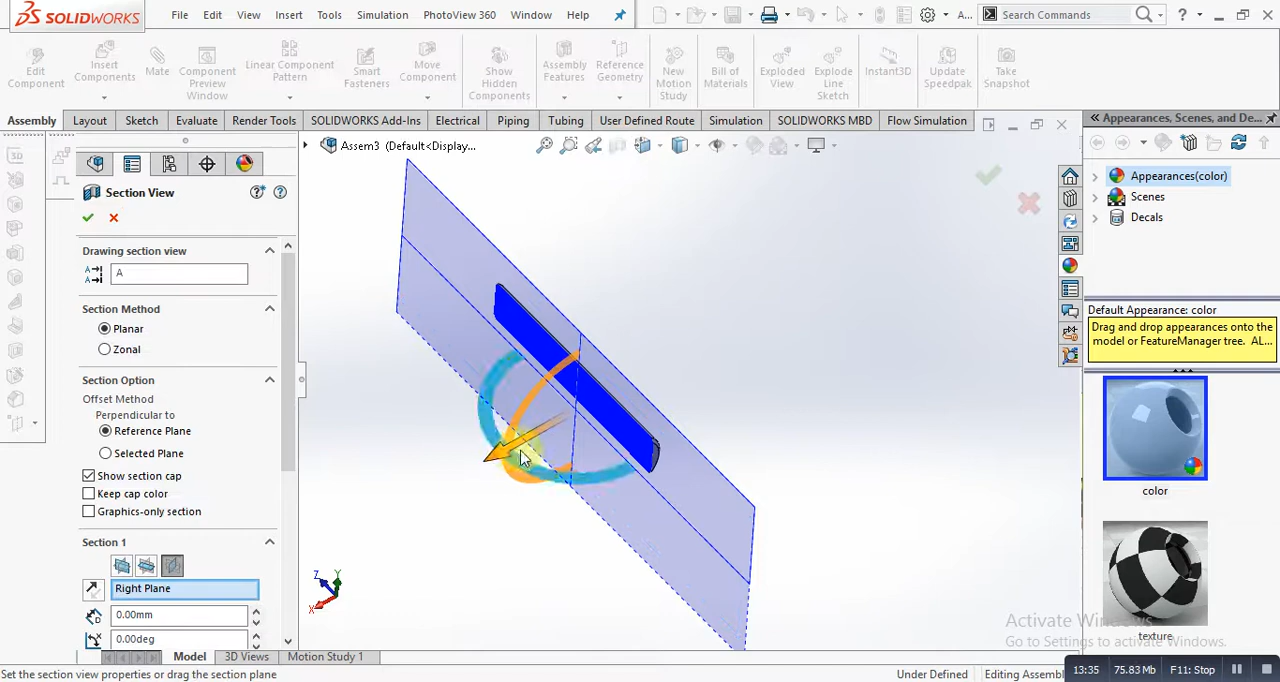 SOLIDWORKS File Edit View Insert Tools Simulation PhotoView 360 Window Help A... Search Commands ?
Edit Component
Insert Components
Mate
Component Preview Window
Linear Component Pattern
Smart Fasteners
Move Component
Show Hidden Components
Assembly Features
Reference Geometry
New Motion Study
Bill of Materials
Exploded View
Explode Line Sketch
Instant3D
Update Speedpak
Take Snapshot
Assembly Layout Sketch Evaluate Render Tools SOLIDWORKS Add-Ins Electrical Piping Tubing User Defined Route Simulation SOLIDWORKS MBD Flow Simulation
Appearances, Scenes, and De...
Assem3 (Default<Display...
Section View
Drawing section view
A
Section Method
Planar
Zonal
Section Option
Offset Method
Perpendicular to
Reference Plane
Selected Plane
Show section cap
Keep cap color
Graphics-only section
Section 1
Right Plane
0.00mm
0.00deg
Z Y
X
Appearances(color)
Scenes
Decals
Default Appearance: color
Drag and drop appearances onto the
model or FeatureManager tree. AL...
color
texture
Activate Windows
Go to Settings to activate Windows.
Model 3D Views Motion Study 1
Set the section view properties or drag the section plane
Under Defined Editing Assembl
13:35 75.83 MB F11: Stop